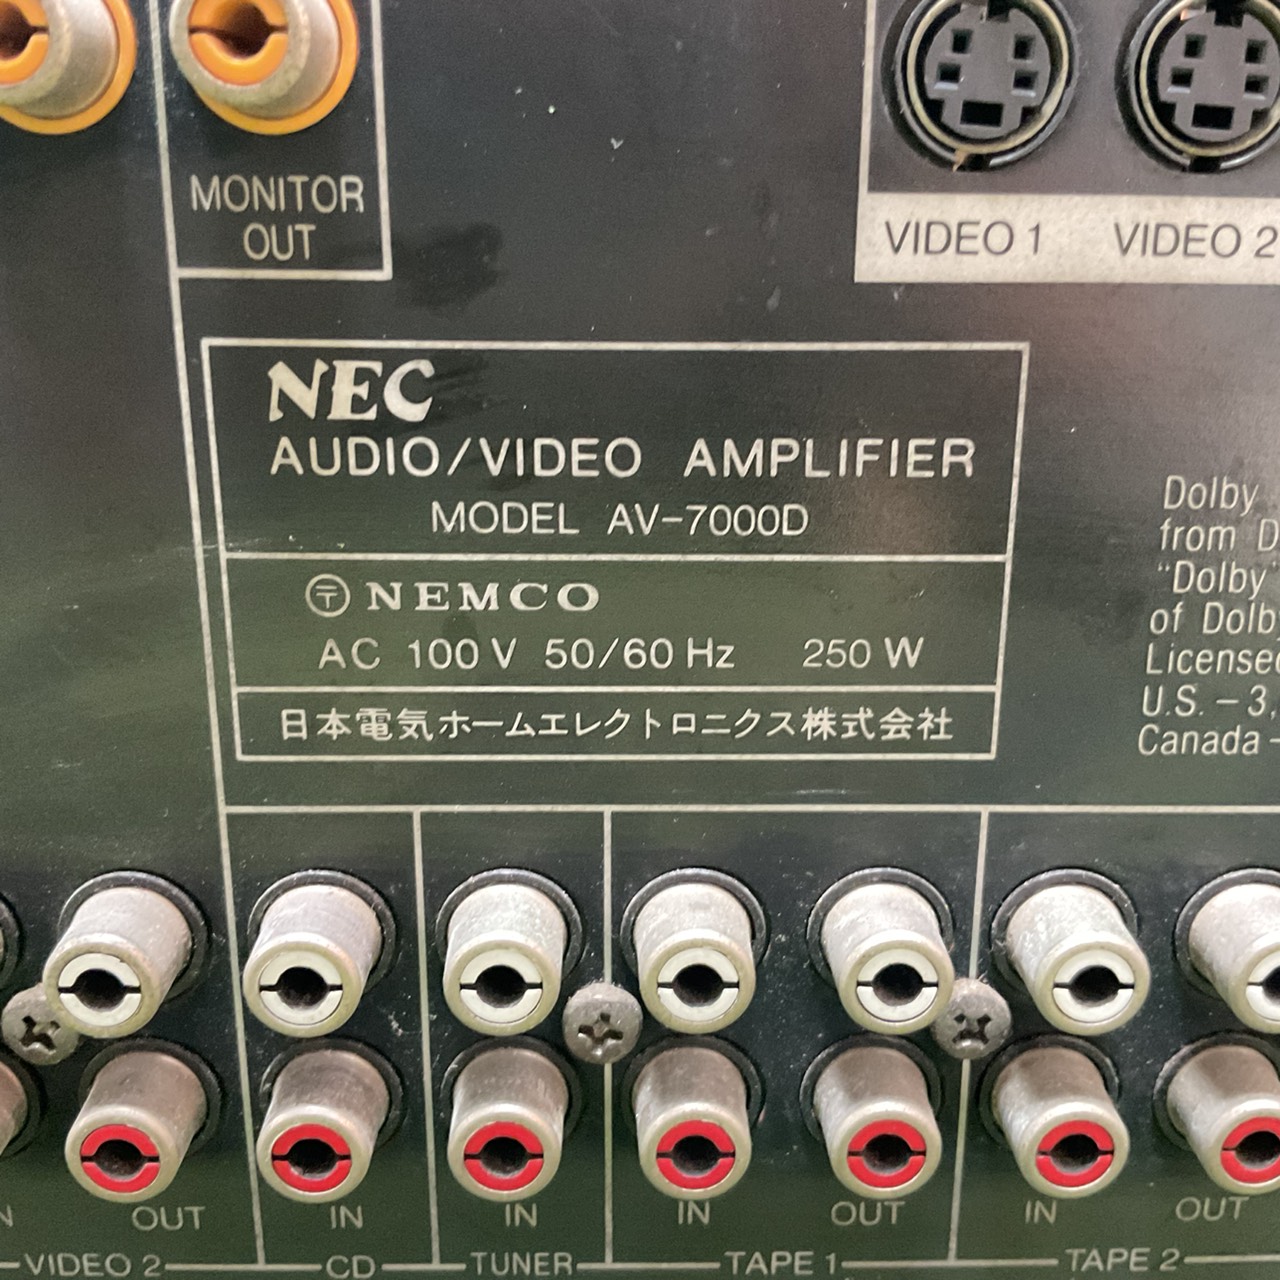 MONITOR
OUT
VIDEO 1
VIDEO 2
NEC
AUDIO/VIDEO AMPLIFIER
MODEL AV-7000D
NEMCO
AC 100 V 50/60 Hz 250 W
日本電気ホームエレクトロニクス株式会社
Dolby
from
"Dolby"
of
U.S. - 3,
Canada -
OUT
IN
IN
IN
OUT
IN
OUT
VIDEO 2
CD
TUNER
TAPE 1
TAPE 2